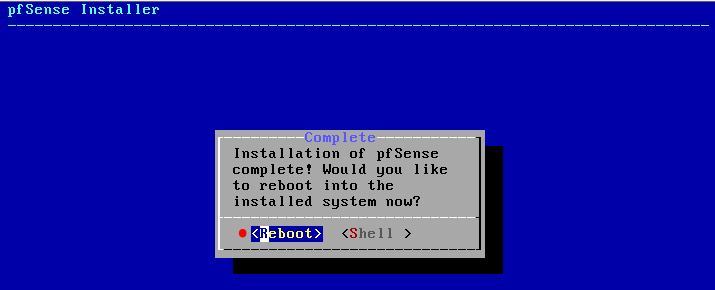 pfSense Installer
Complete
Installation of pfSense
complete! Would you like
to reboot into the
installed system now?
<Reboot> <Shell >